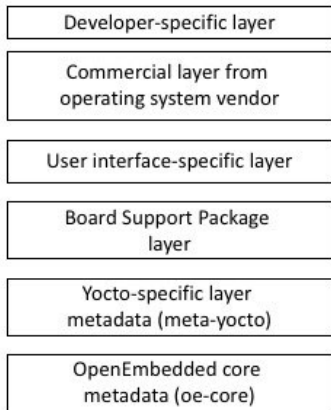 Developer-specific layer
Commercial layer from
operating system vendor
User interface-specific layer
Board Support Package
layer
Yocto-specific layer
metadata (meta-yocto)
OpenEmbedded core
metadata (oe-core)